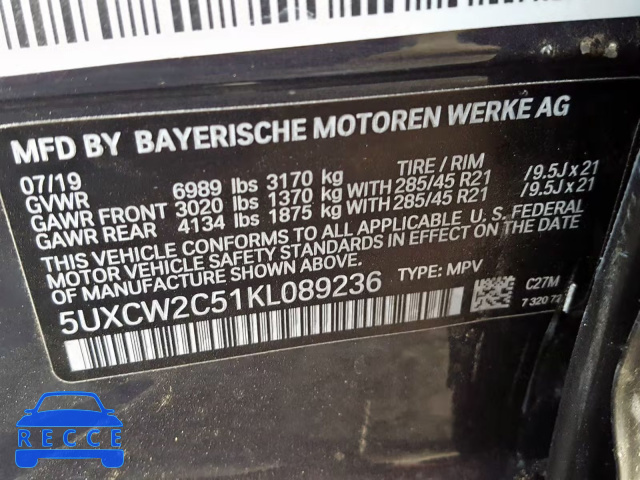 MFD BY BAYERISCHE MOTOREN WERKE AG
07/19 TIRE / RIM
GVWR 6989 lbs 3170 kg
GAWR FRONT 3020 lbs 1370 kg WITH 285/45 R21 /9.5J x 21
GAWR REAR 4134 lbs 1875 kg WITH 285/45 R21 /9.5J x 21
THIS VEHICLE CONFORMS TO ALL APPLICABLE U. S. FEDERAL
MOTOR VEHICLE SAFETY STANDARDS IN EFFECT ON THE
DATE OF MANUFACTURE SHOWN ABOVE.
5UXCW2C51KL089236 TYPE: MPV
C27M
7 320 72
RECCE